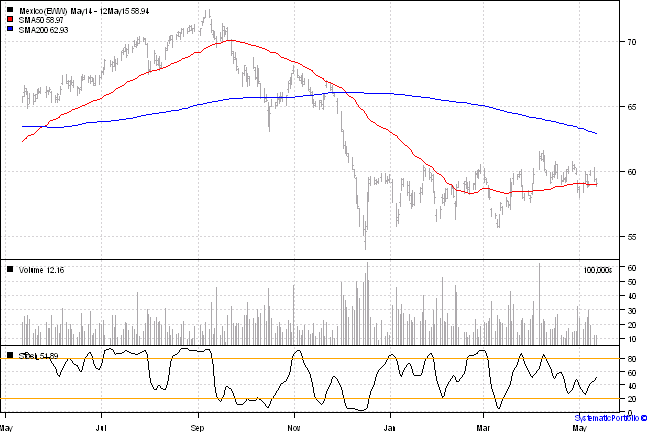 Mexico(EWW) May14 - 12May15 58.94
SMA50 58.97
SMA200 62.93
70
65
60
55
Volume 12.16
100,000s
60
50
40
30
20
10
80
60
40
20
0
May
Jul
Sep
Nov
Jan
Mar
May
SystematicPortfolio ©